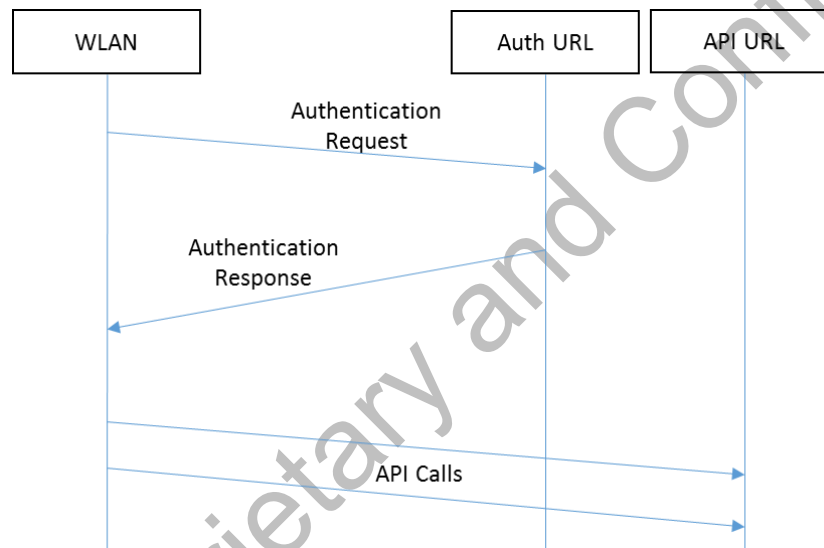 WLAN
Auth URL
API URL
Authentication
Request
Authentication
Response
API Calls